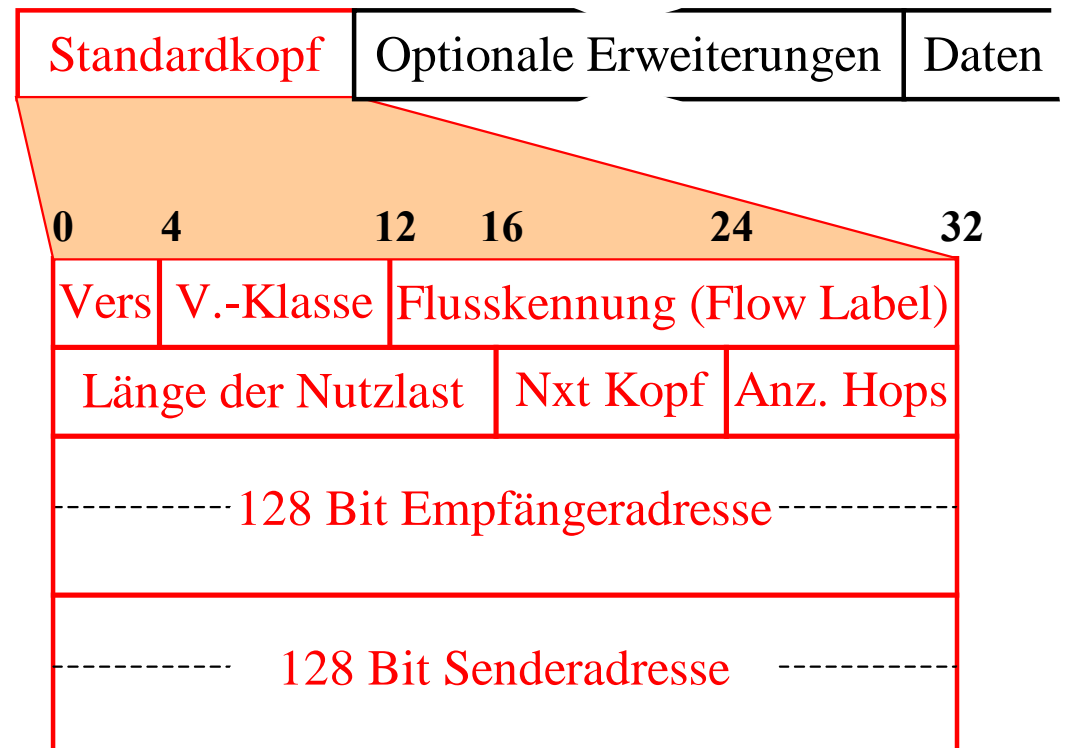 Standardkopf Optionale Erweiterungen Daten
0 4 12 16 24 32
Vers V.-Klasse Flusskennung (Flow Label)
Länge der Nutzlast Nxt Kopf Anz. Hops
128 Bit Empfängeradresse
128 Bit Senderadresse